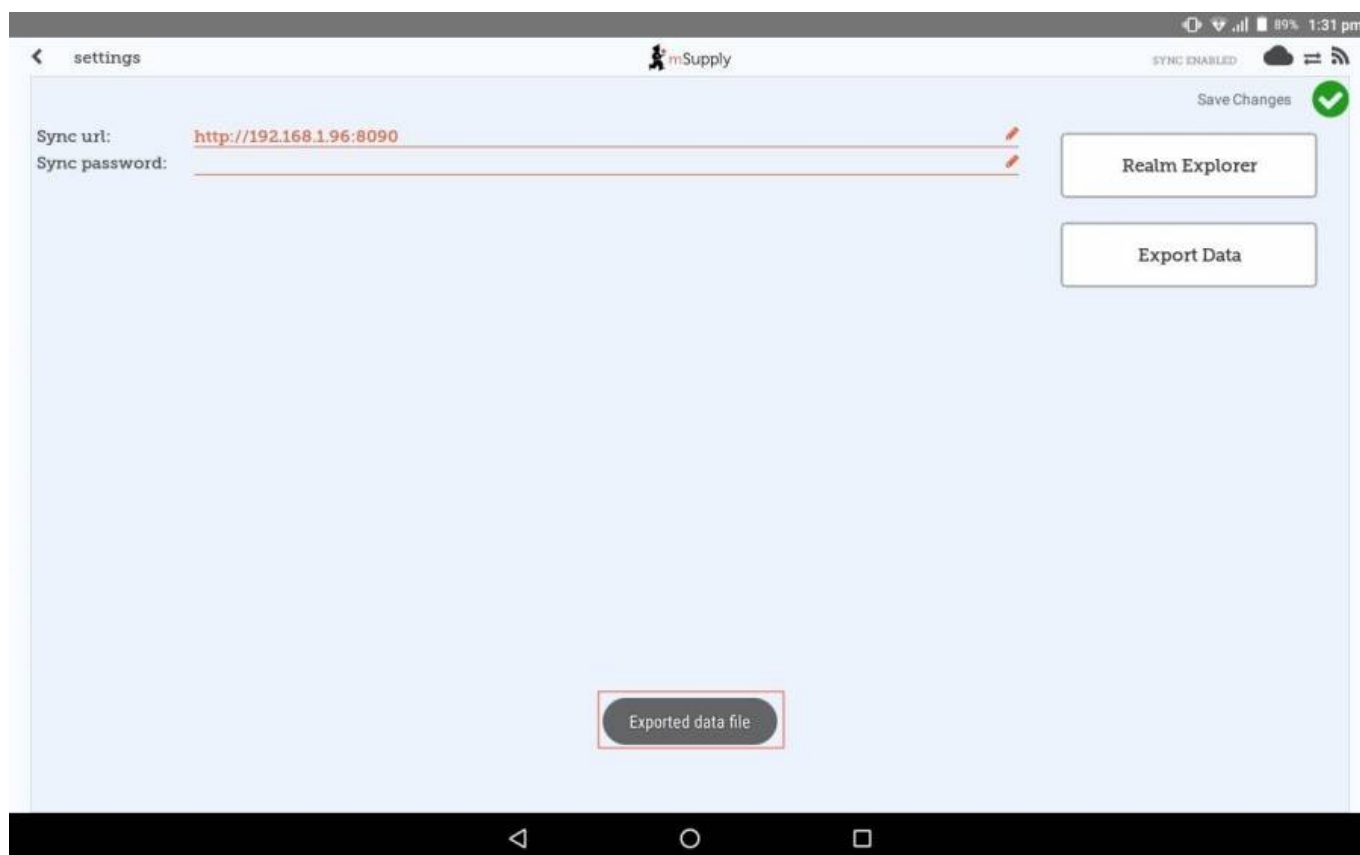 89% 1:31 pm
settings
mSupply
SYNC ENABLED
Save Changes
Sync url: http://192.168.1.96:8090
Sync password:
Realm Explorer
Export Data
Exported data file